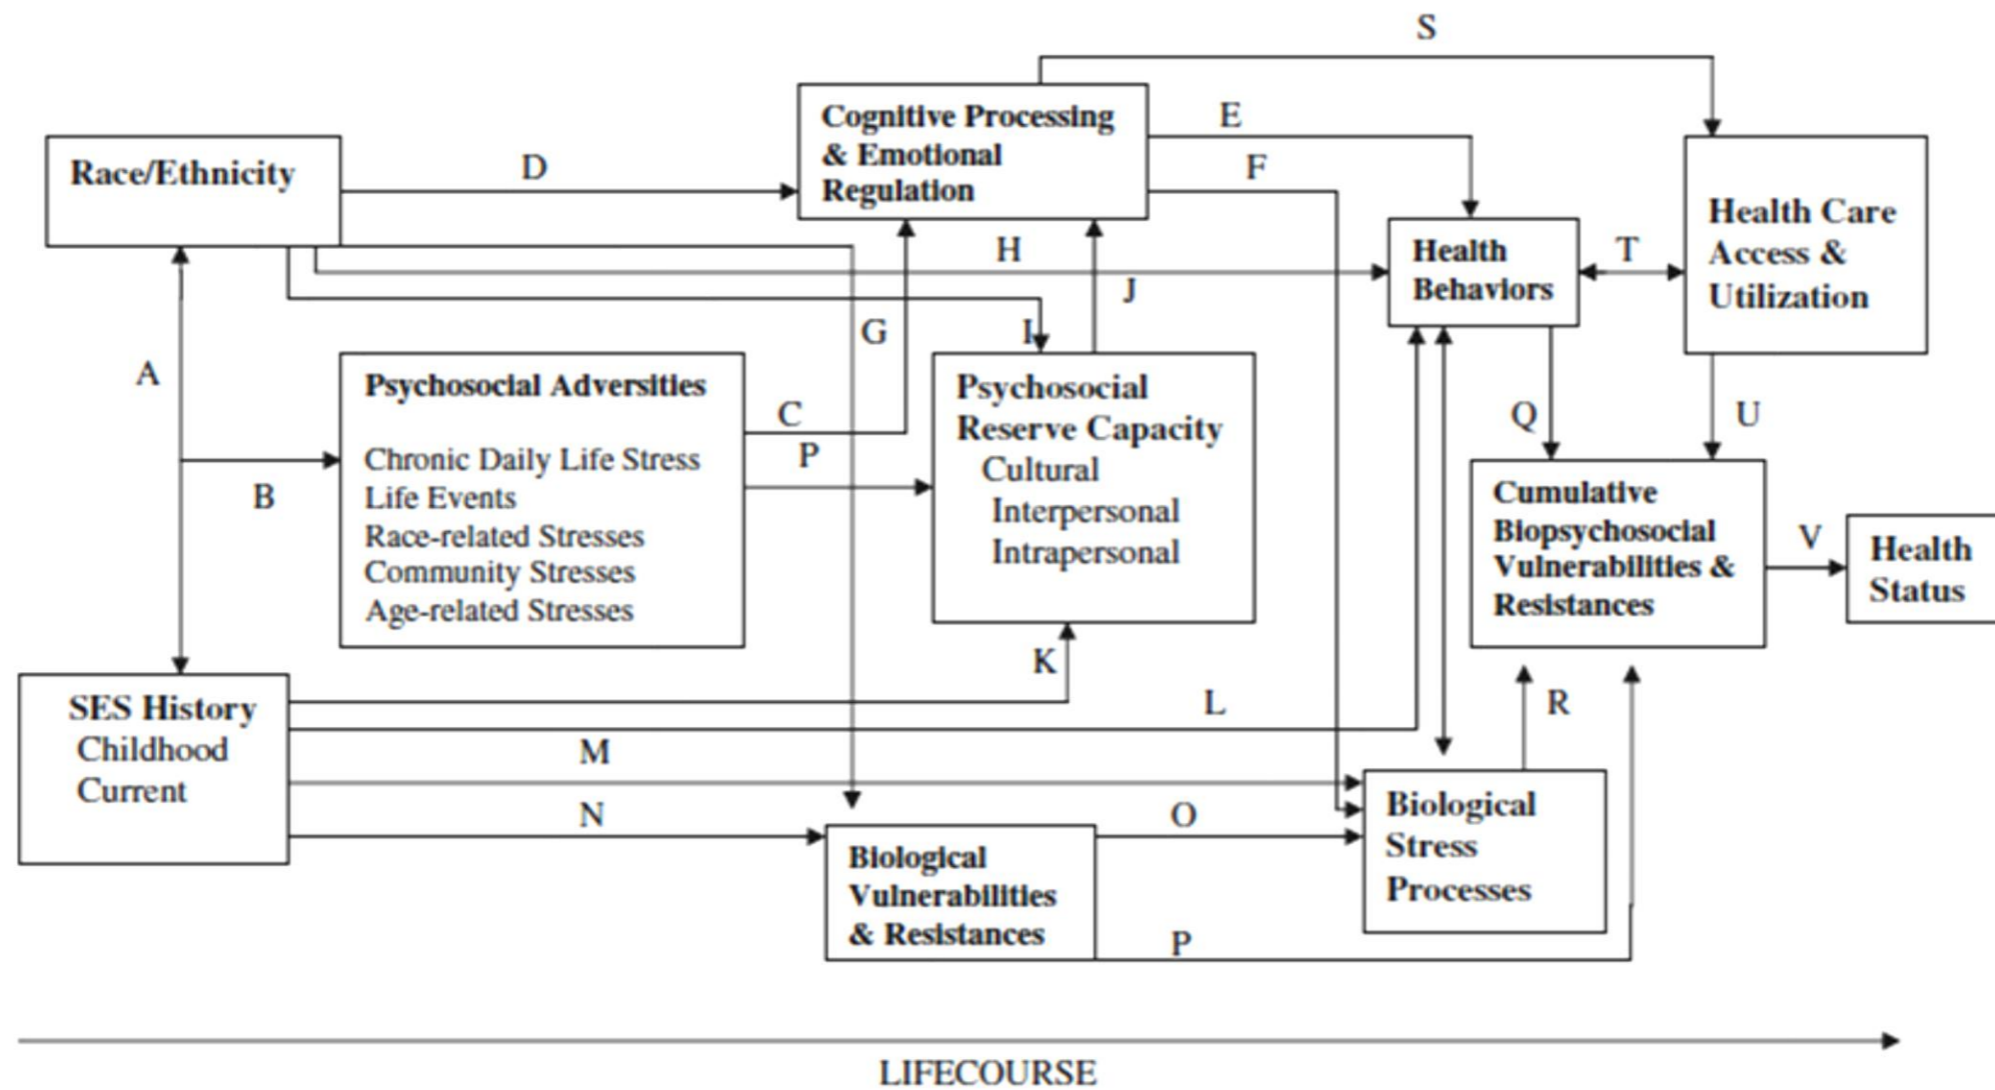 S
Cognitive Processing
& Emotional
Regulation
E
F
Race/Ethnicity
D
Health Care
Access &
Utilization
Health
Behaviors
T
H
J
G
I
A
Psychosocial Adversities
Chronic Daily Life Stress
Life Events
Race-related Stresses
Community Stresses
Age-related Stresses
C
P
Psychosocial
Reserve Capacity
Cultural
Interpersonal
Intrapersonal
Q
U
B
Cumulative
Biopsychosocial
Vulnerabilities &
Resistances
V
Health
Status
K
L
R
SES History
Childhood
Current
M
N
O
Biological
Vulnerabilities
& Resistances
Biological
Stress
Processes
P
LIFECOURSE